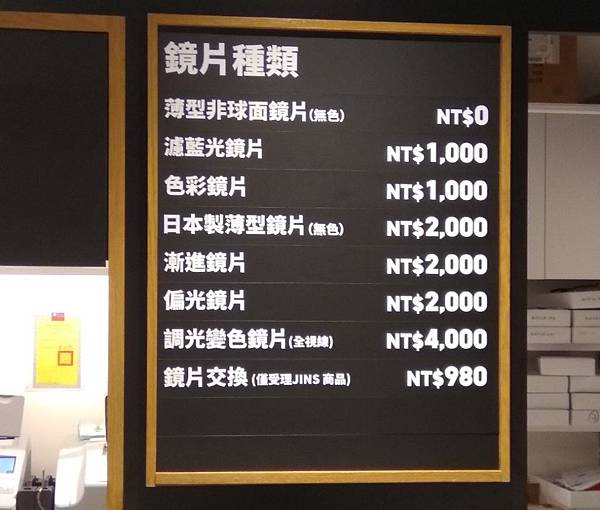 鏡片種類
薄型非球面鏡片(無色) NT$0
濾藍光鏡片 NT$1,000
色彩鏡片 NT$1,000
日本製薄型鏡片(無色) NT$2,000
漸進鏡片 NT$2,000
偏光鏡片 NT$2,000
調光變色鏡片(全視線) NT$4,000
鏡片交換(僅受理JINS 商品) NT$980